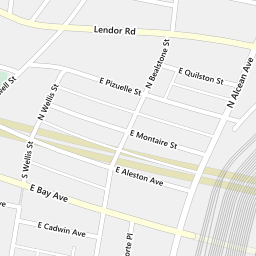 Lendor Rd
N Bealstone St
E Quilston St
N Alcean Ave
E Pizuelle St
N Wellis St
E Montaire St
S Wellis St
E Aleston Ave
E Bay Ave
E Cadwin Ave